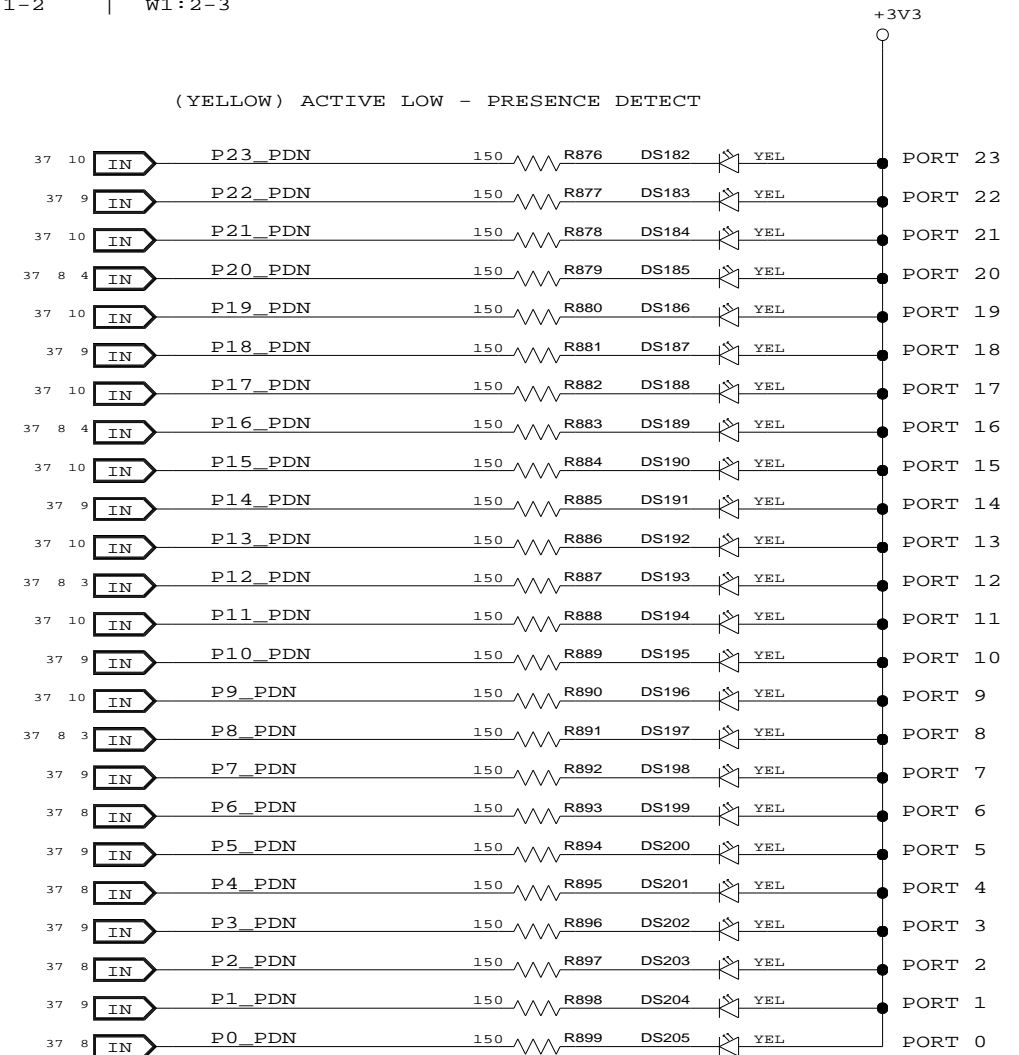 1-2 | W1:2-3
+3V3
(YELLOW) ACTIVE LOW - PRESENCE DETECT
37 10 IN P23_PDN 150 R876 DS182 YEL PORT 23
37 9 IN P22_PDN 150 R877 DS183 YEL PORT 22
37 10 IN P21_PDN 150 R878 DS184 YEL PORT 21
37 8 4 IN P20_PDN 150 R879 DS185 YEL PORT 20
37 10 IN P19_PDN 150 R880 DS186 YEL PORT 19
37 9 IN P18_PDN 150 R881 DS187 YEL PORT 18
37 10 IN P17_PDN 150 R882 DS188 YEL PORT 17
37 8 4 IN P16_PDN 150 R883 DS189 YEL PORT 16
37 10 IN P15_PDN 150 R884 DS190 YEL PORT 15
37 9 IN P14_PDN 150 R885 DS191 YEL PORT 14
37 10 IN P13_PDN 150 R886 DS192 YEL PORT 13
37 8 3 IN P12_PDN 150 R887 DS193 YEL PORT 12
37 10 IN P11_PDN 150 R888 DS194 YEL PORT 11
37 9 IN P10_PDN 150 R889 DS195 YEL PORT 10
37 10 IN P9_PDN 150 R890 DS196 YEL PORT 9
37 8 3 IN P8_PDN 150 R891 DS197 YEL PORT 8
37 9 IN P7_PDN 150 R892 DS198 YEL PORT 7
37 8 IN P6_PDN 150 R893 DS199 YEL PORT 6
37 9 IN P5_PDN 150 R894 DS200 YEL PORT 5
37 8 IN P4_PDN 150 R895 DS201 YEL PORT 4
37 9 IN P3_PDN 150 R896 DS202 YEL PORT 3
37 8 IN P2_PDN 150 R897 DS203 YEL PORT 2
37 9 IN P1_PDN 150 R898 DS204 YEL PORT 1
37 8 IN P0_PDN 150 R899 DS205 YEL PORT 0